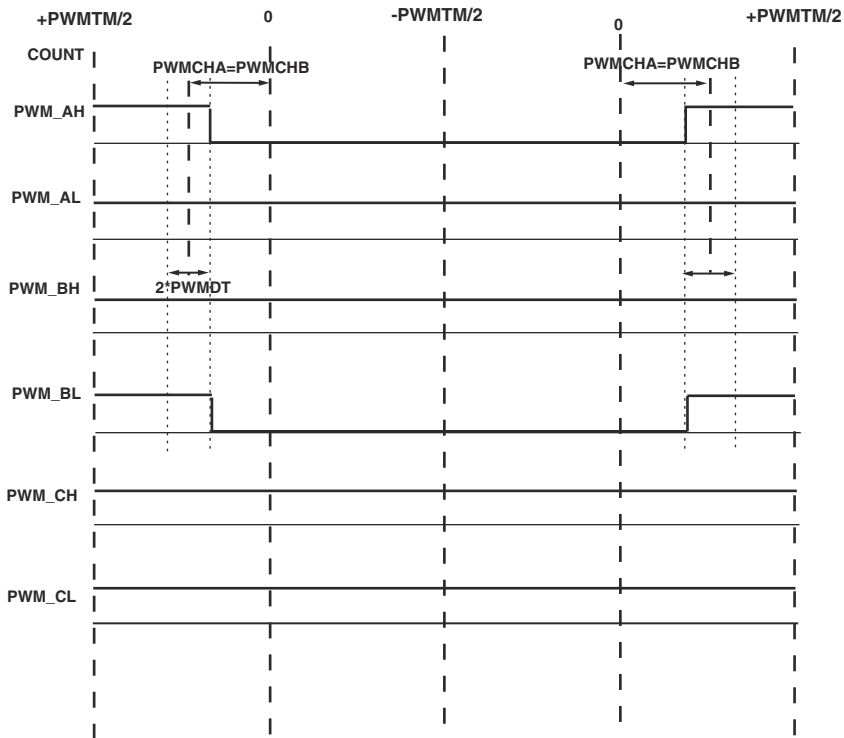 +PWMTM/2 0 -PWMTM/2 0 +PWMTM/2
COUNT
PWMCHA=PWMCHB PWMCHA=PWMCHB
PWM_AH
PWM_AL
2*PWMDT
PWM_BH
PWM_BL
PWM_CH
PWM_CL